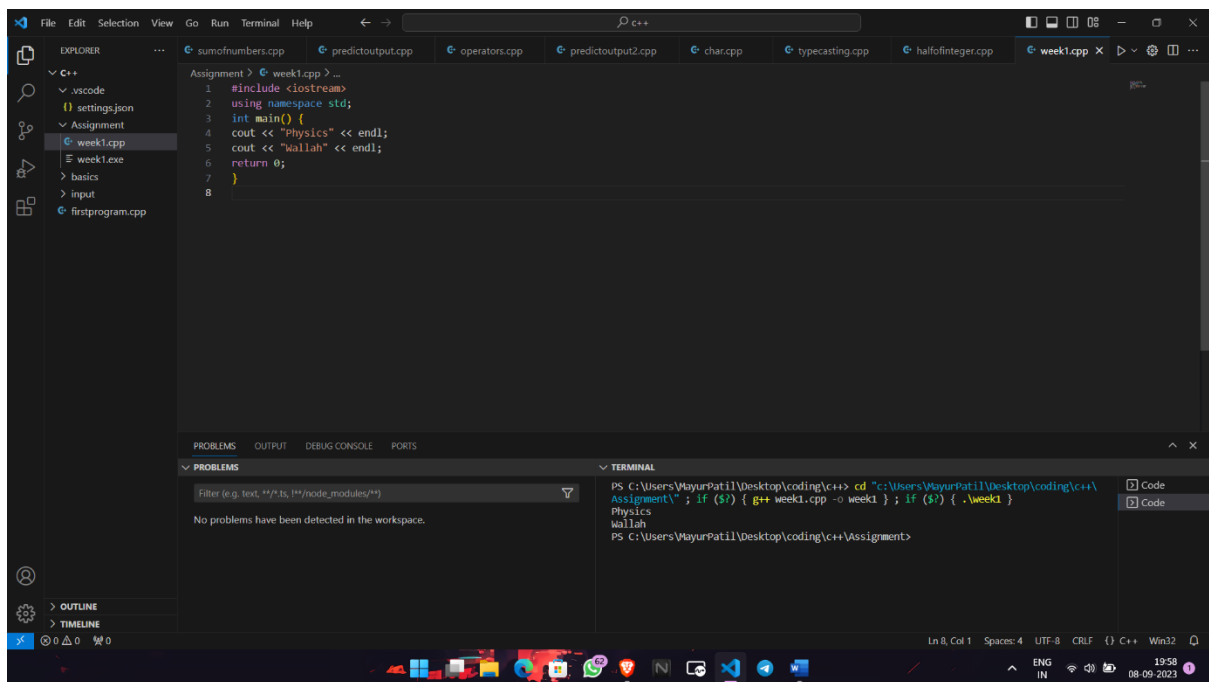 File Edit Selection View Go Run Terminal Help
c++
EXPLORER ...
sumofnumbers.cpp predictoutput.cpp operators.cpp predictoutput2.cpp char.cpp typecasting.cpp halfofinteger.cpp week1.cpp
C++
.vscode
{} settings.json
Assignment
week1.cpp
week1.exe
basics
input
firstprogram.cpp
Assignment > week1.cpp > ...
1 #include <iostream>
2 using namespace std;
3 int main() {
4 cout << "Physics" << endl;
5 cout << "Wallah" << endl;
6 return 0;
7 }
8
PROBLEMS OUTPUT DEBUG CONSOLE PORTS
PROBLEMS
Filter (e.g. text, **/*.ts, !**/node_modules/**)
No problems have been detected in the workspace.
TERMINAL
PS C:\Users\MayurPatil\Desktop\coding\c++> cd "c:\Users\MayurPatil\Desktop\coding\c++\
Assignment\" ; if ($?) { g++ week1.cpp -o week1 } ; if ($?) { .\week1 }
Physics
Wallah
PS C:\Users\MayurPatil\Desktop\coding\c++\Assignment>
Code
Code
OUTLINE
TIMELINE
0 0 0
Ln 8, Col 1 Spaces: 4 UTF-8 CRLF {} C++ Win32
62
W
ENG
IN
19:58
08-09-2023
1